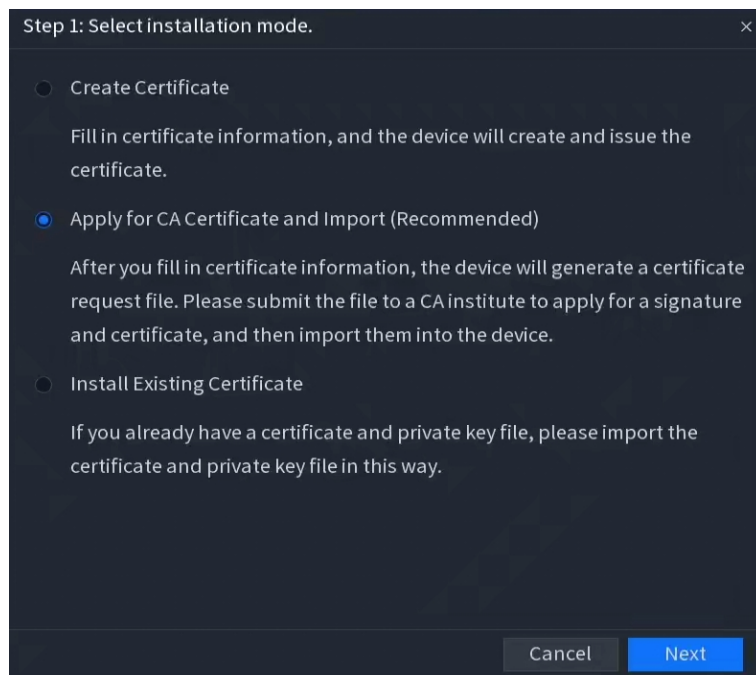 Step 1: Select installation mode.
Create Certificate
Fill in certificate information, and the device will create and issue the
certificate.
Apply for CA Certificate and Import (Recommended)
After you fill in certificate information, the device will generate a certificate
request file. Please submit the file to a CA institute to apply for a signature
and certificate, and then import them into the device.
Install Existing Certificate
If you already have a certificate and private key file, please import the
certificate and private key file in this way.
Cancel Next